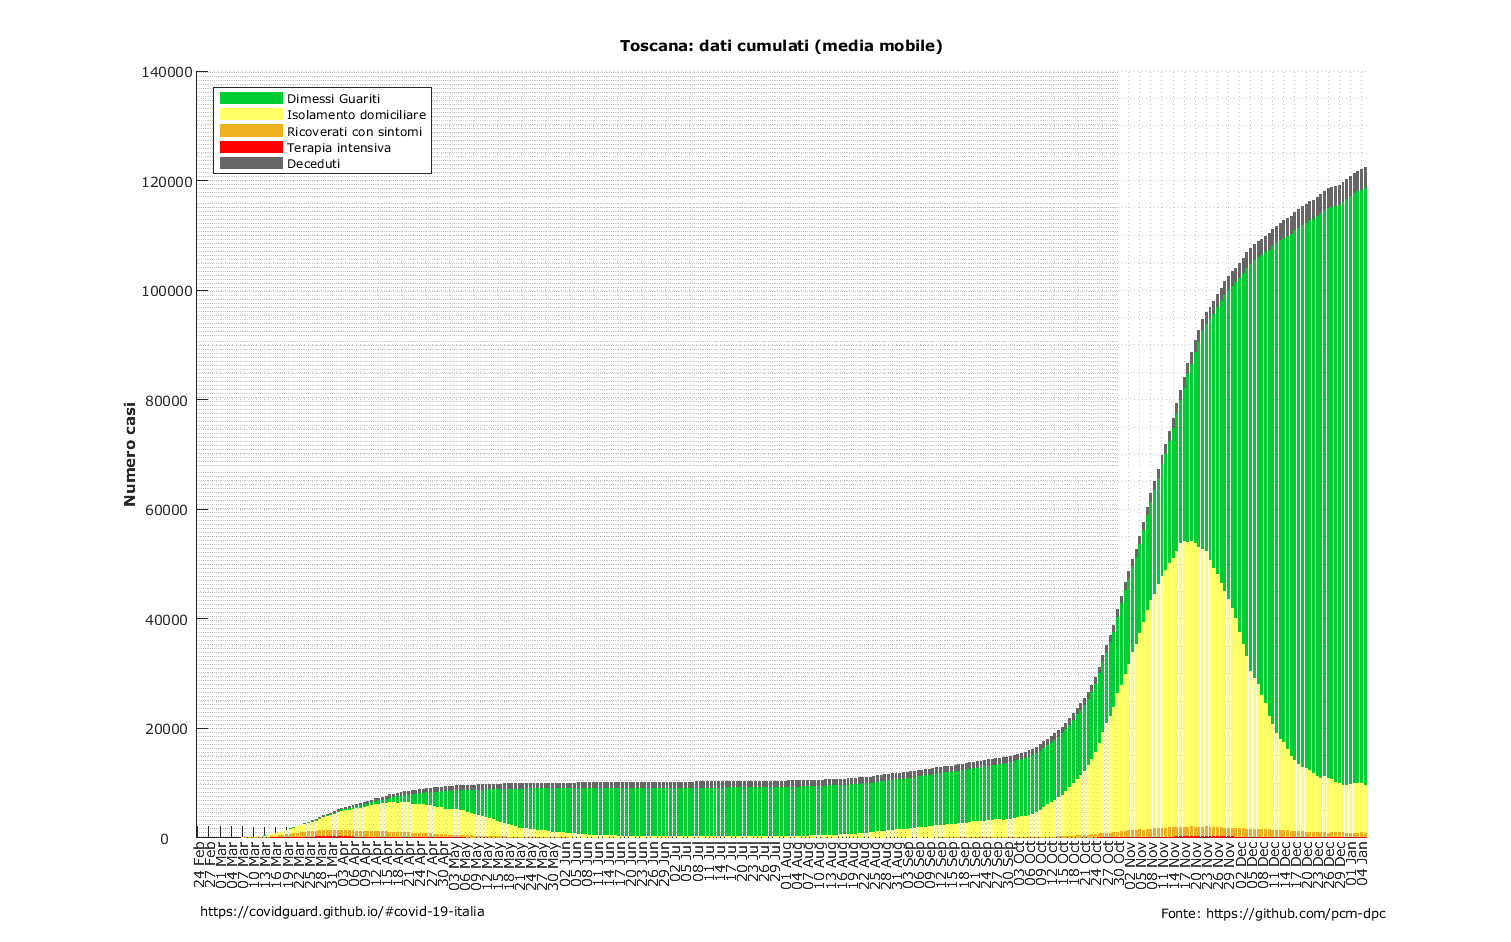 Toscana: dati cumulati (media mobile)
140000
120000
100000
80000
60000
40000
20000
0
Numero casi
Dimessi Guariti
Isolamento domiciliare
Ricoverati con sintomi
Terapia intensiva
Deceduti
24 Feb
27 Feb
01 Mar
04 Mar
07 Mar
10 Mar
13 Mar
16 Mar
19 Mar
22 Mar
25 Mar
28 Mar
31 Mar
03 Apr
06 Apr
09 Apr
12 Apr
15 Apr
18 Apr
21 Apr
24 Apr
27 Apr
30 Apr
03 May
06 May
09 May
12 May
15 May
18 May
21 May
24 May
27 May
30 May
02 Jun
05 Jun
08 Jun
11 Jun
14 Jun
17 Jun
20 Jun
23 Jun
26 Jun
29 Jun
02 Jul
05 Jul
08 Jul
11 Jul
14 Jul
17 Jul
20 Jul
23 Jul
26 Jul
29 Jul
01 Aug
04 Aug
07 Aug
10 Aug
13 Aug
16 Aug
19 Aug
22 Aug
25 Aug
28 Aug
31 Aug
03 Sep
06 Sep
09 Sep
12 Sep
15 Sep
18 Sep
21 Sep
24 Sep
27 Sep
30 Sep
03 Oct
06 Oct
09 Oct
12 Oct
15 Oct
18 Oct
21 Oct
24 Oct
27 Oct
30 Oct
02 Nov
05 Nov
08 Nov
11 Nov
14 Nov
17 Nov
20 Nov
23 Nov
26 Nov
29 Nov
02 Dec
05 Dec
08 Dec
11 Dec
14 Dec
17 Dec
20 Dec
23 Dec
26 Dec
29 Dec
01 Jan
04 Jan
https://covidguard.github.io/#covid-19-italia
Fonte: https://github.com/pcm-dpc